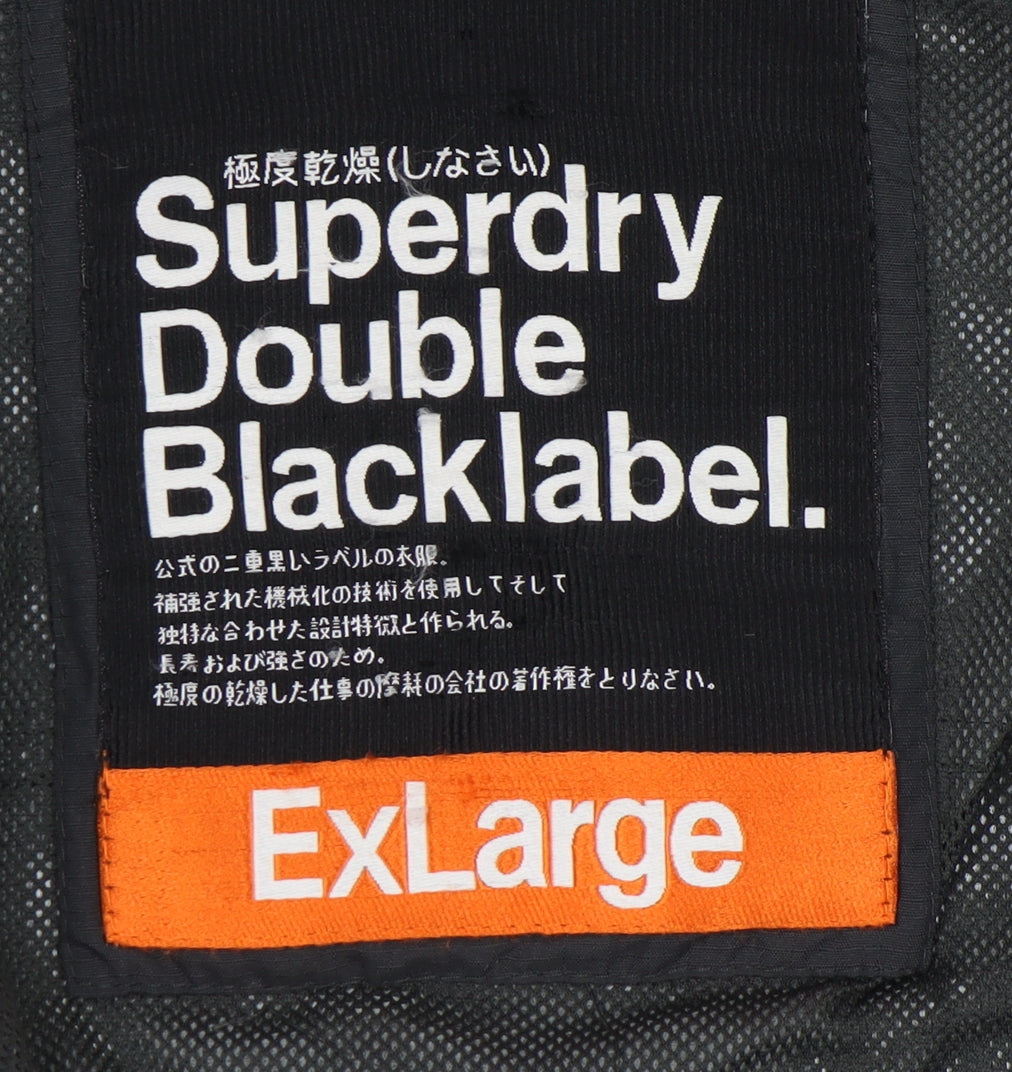 極度乾燥(しなさい)
Superdry
Double
Blacklabel.
公式の二重黒いラベルの衣服。
補強された機械化の技術を使用してそして
独特な合わせた設計特徴と作られる。
長寿および強さのため。
極度の乾燥した仕事の摩耗の会社の著作権をとりなさい。
ExLarge